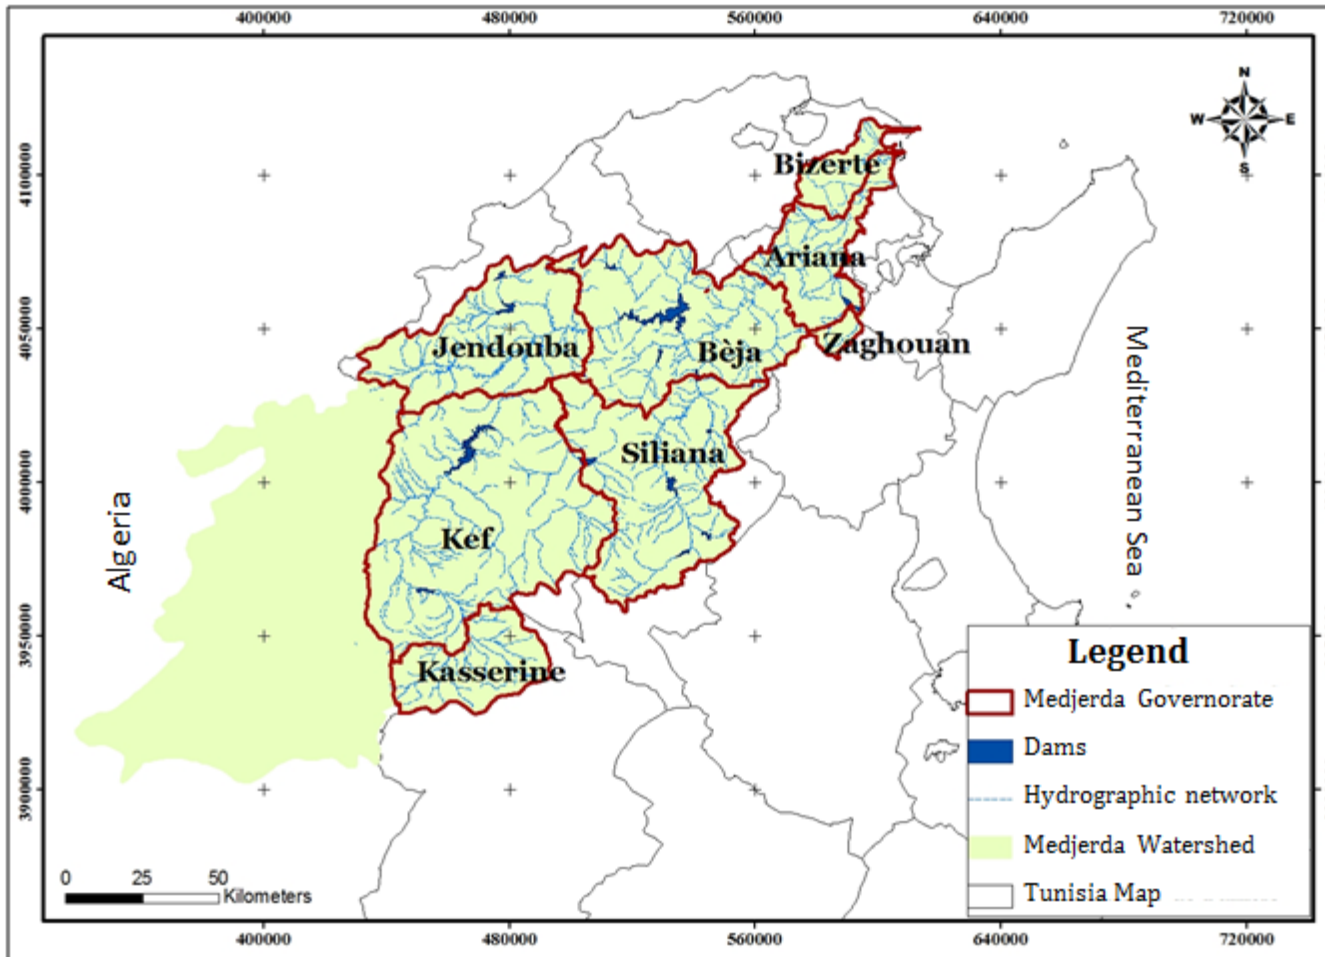 400000 480000 560000 640000 720000
N
W E
S
4100000
4050000
4000000
3950000
3900000
Bizerte
Ariana
Zaghouan
Jendouba
Bèja
Siliana
Kef
Kasserine
Algeria
Mediterranean Sea
Legend
Medjerda Governorate
Dams
Hydrographic network
Medjerda Watershed
Tunisia Map
0 25 50
Kilometers
400000 480000 560000 640000 720000